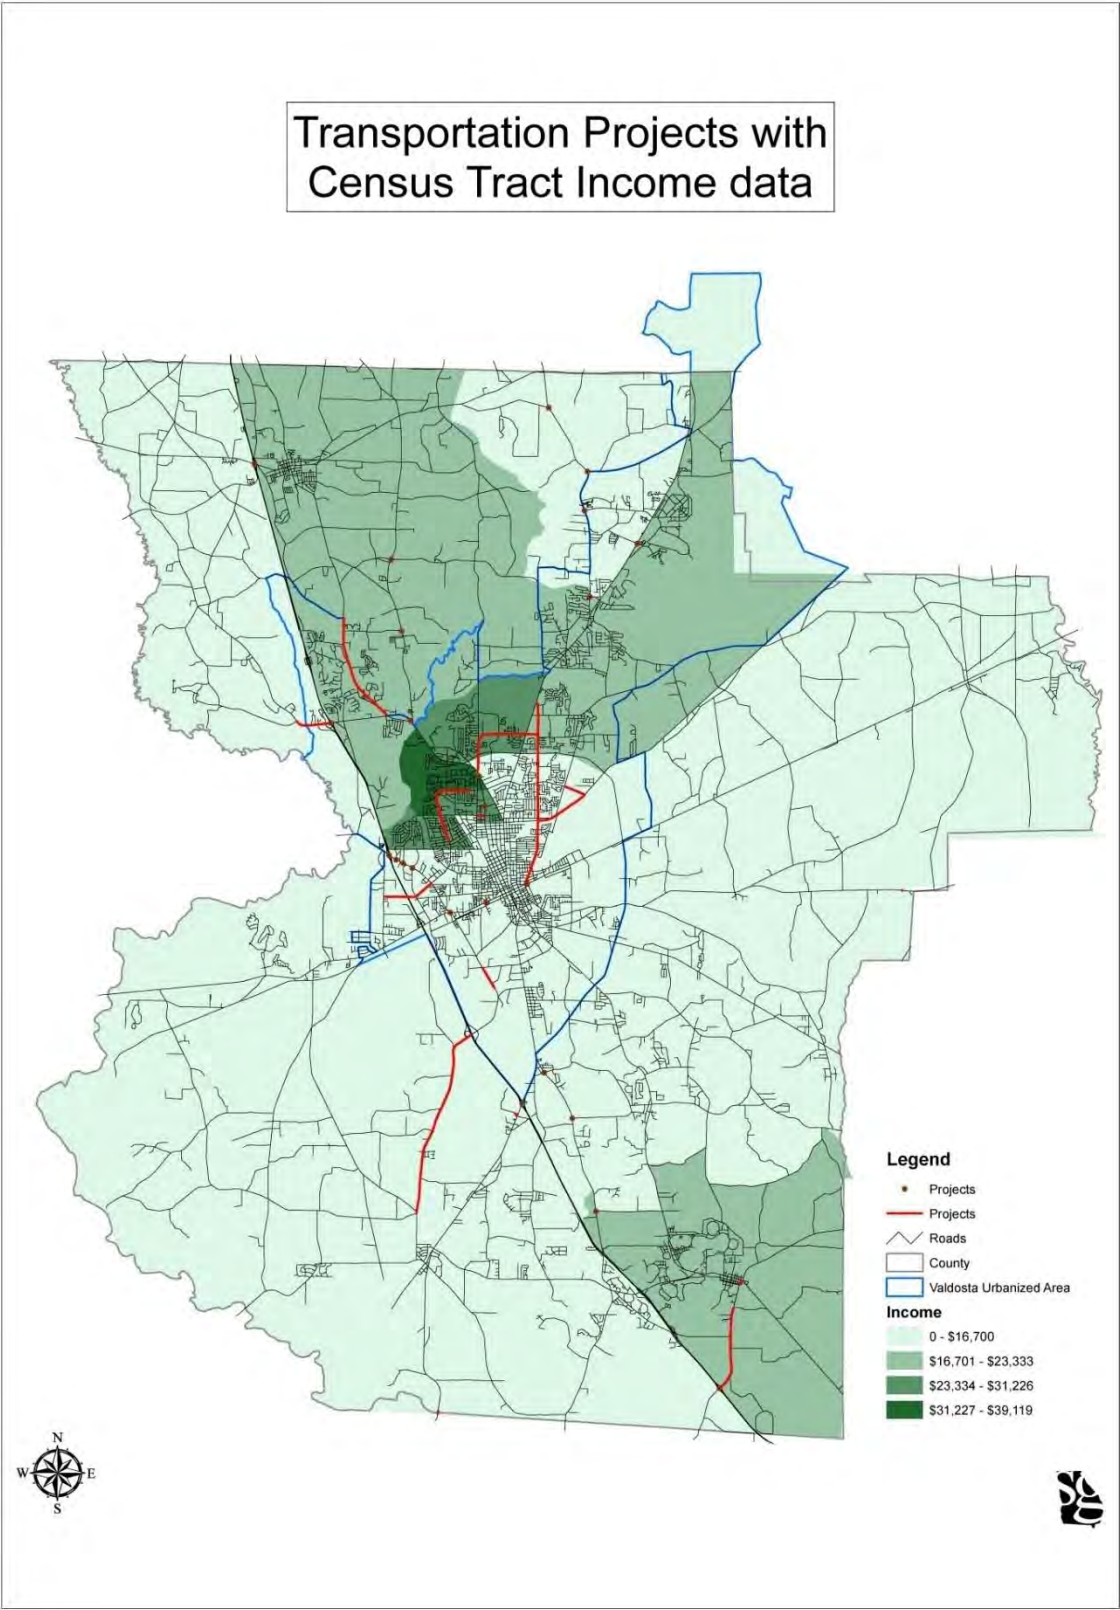 Transportation Projects with
Census Tract Income data
Legend
Projects
Projects
Roads
County
Valdosta Urbanized Area
Income
0 - $16,700
$16,701 - $23,333
$23,334 - $31,226
$31,227 - $39,119
N
W E
S